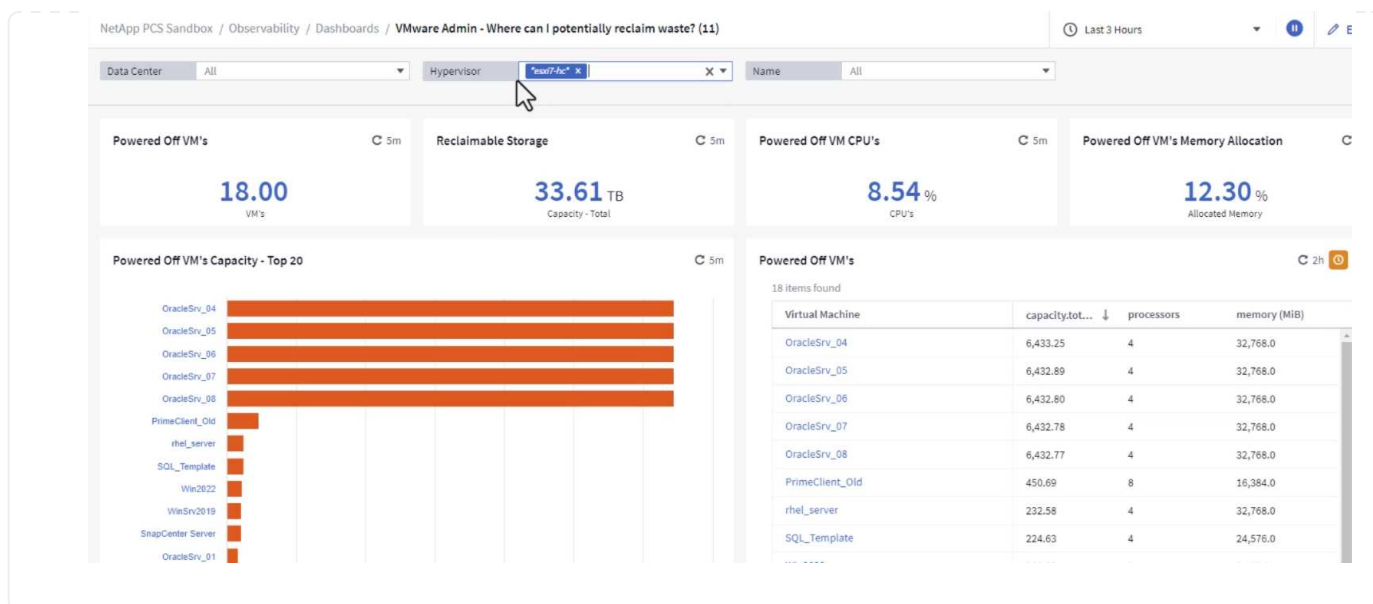 NetApp PCS Sandbox / Observability / Dashboards / VMware Admin - Where can I potentially reclaim waste? (11)
Last 3 Hours
E
Data Center All
Hypervisor "esxi7-hc" x X
Name All
Powered Off VM's 5m
18.00
VM's
Reclaimable Storage 5m
33.61 TB
Capacity - Total
Powered Off VM CPU's 5m
8.54 %
CPU's
Powered Off VM's Memory Allocation
12.30 %
Allocated Memory
Powered Off VM's Capacity - Top 20 5m
OracleSrv_04
OracleSrv_05
OracleSrv_06
OracleSrv_07
OracleSrv_08
PrimeClient_Old
rhel_server
SQL_Template
Win2022
WinSrv2019
SnapCenter Server
OracleSrv_01
Powered Off VM's 2h
18 items found
Virtual Machine capacity.tot... ↓ processors memory (MiB)
OracleSrv_04 6,433.25 4 32,768.0
OracleSrv_05 6,432.89 4 32,768.0
OracleSrv_06 6,432.80 4 32,768.0
OracleSrv_07 6,432.78 4 32,768.0
OracleSrv_08 6,432.77 4 32,768.0
PrimeClient_Old 450.69 8 16,384.0
rhel_server 232.58 4 32,768.0
SQL_Template 224.63 4 24,576.0